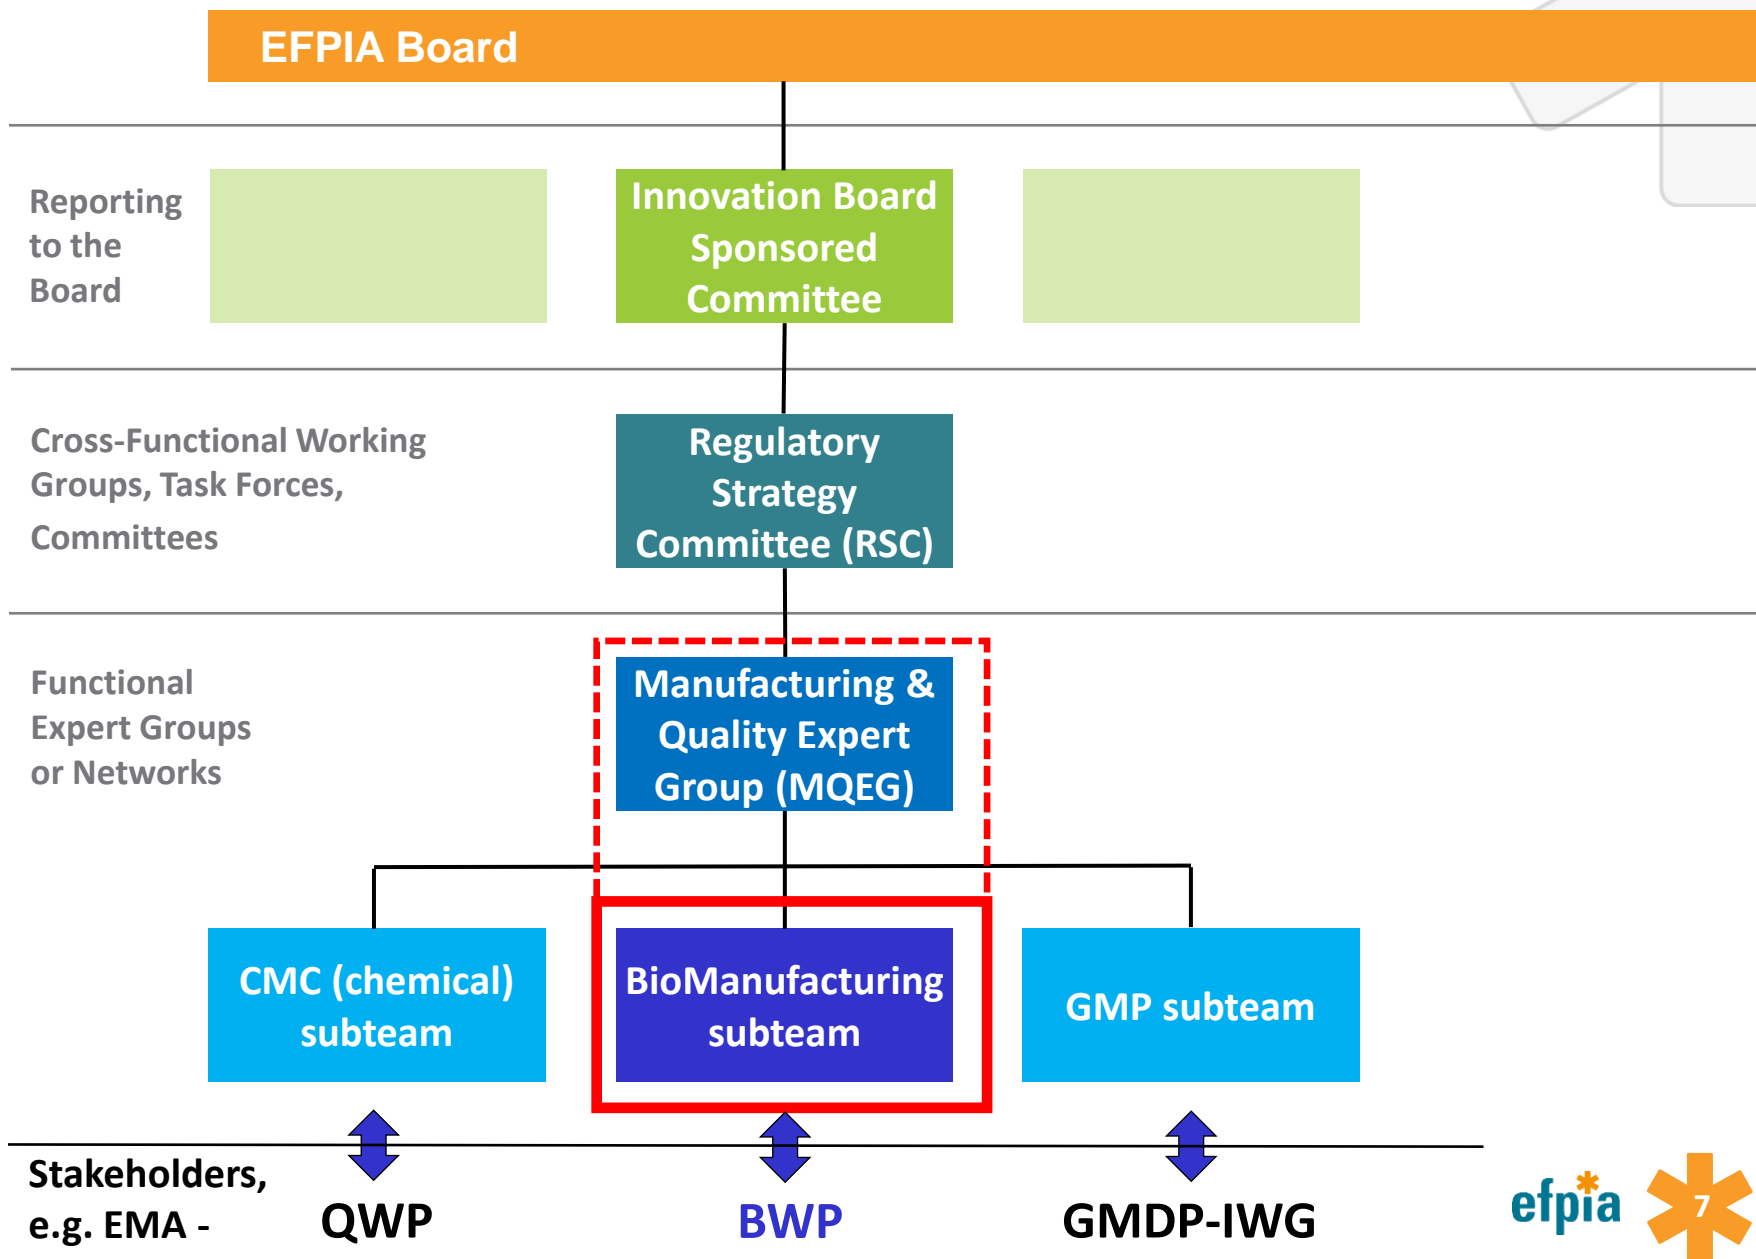 EFPIA Board
Reporting
to the
Board
Innovation Board
Sponsored
Committee
Cross-Functional Working
Groups, Task Forces,
Committees
Regulatory
Strategy
Committee (RSC)
Functional
Expert Groups
or Networks
Manufacturing &
Quality Expert
Group (MQEG)
CMC (chemical)
subteam
BioManufacturing
subteam
GMP subteam
Stakeholders,
e.g. EMA -
QWP
BWP
GMDP-IWG
efpia
7